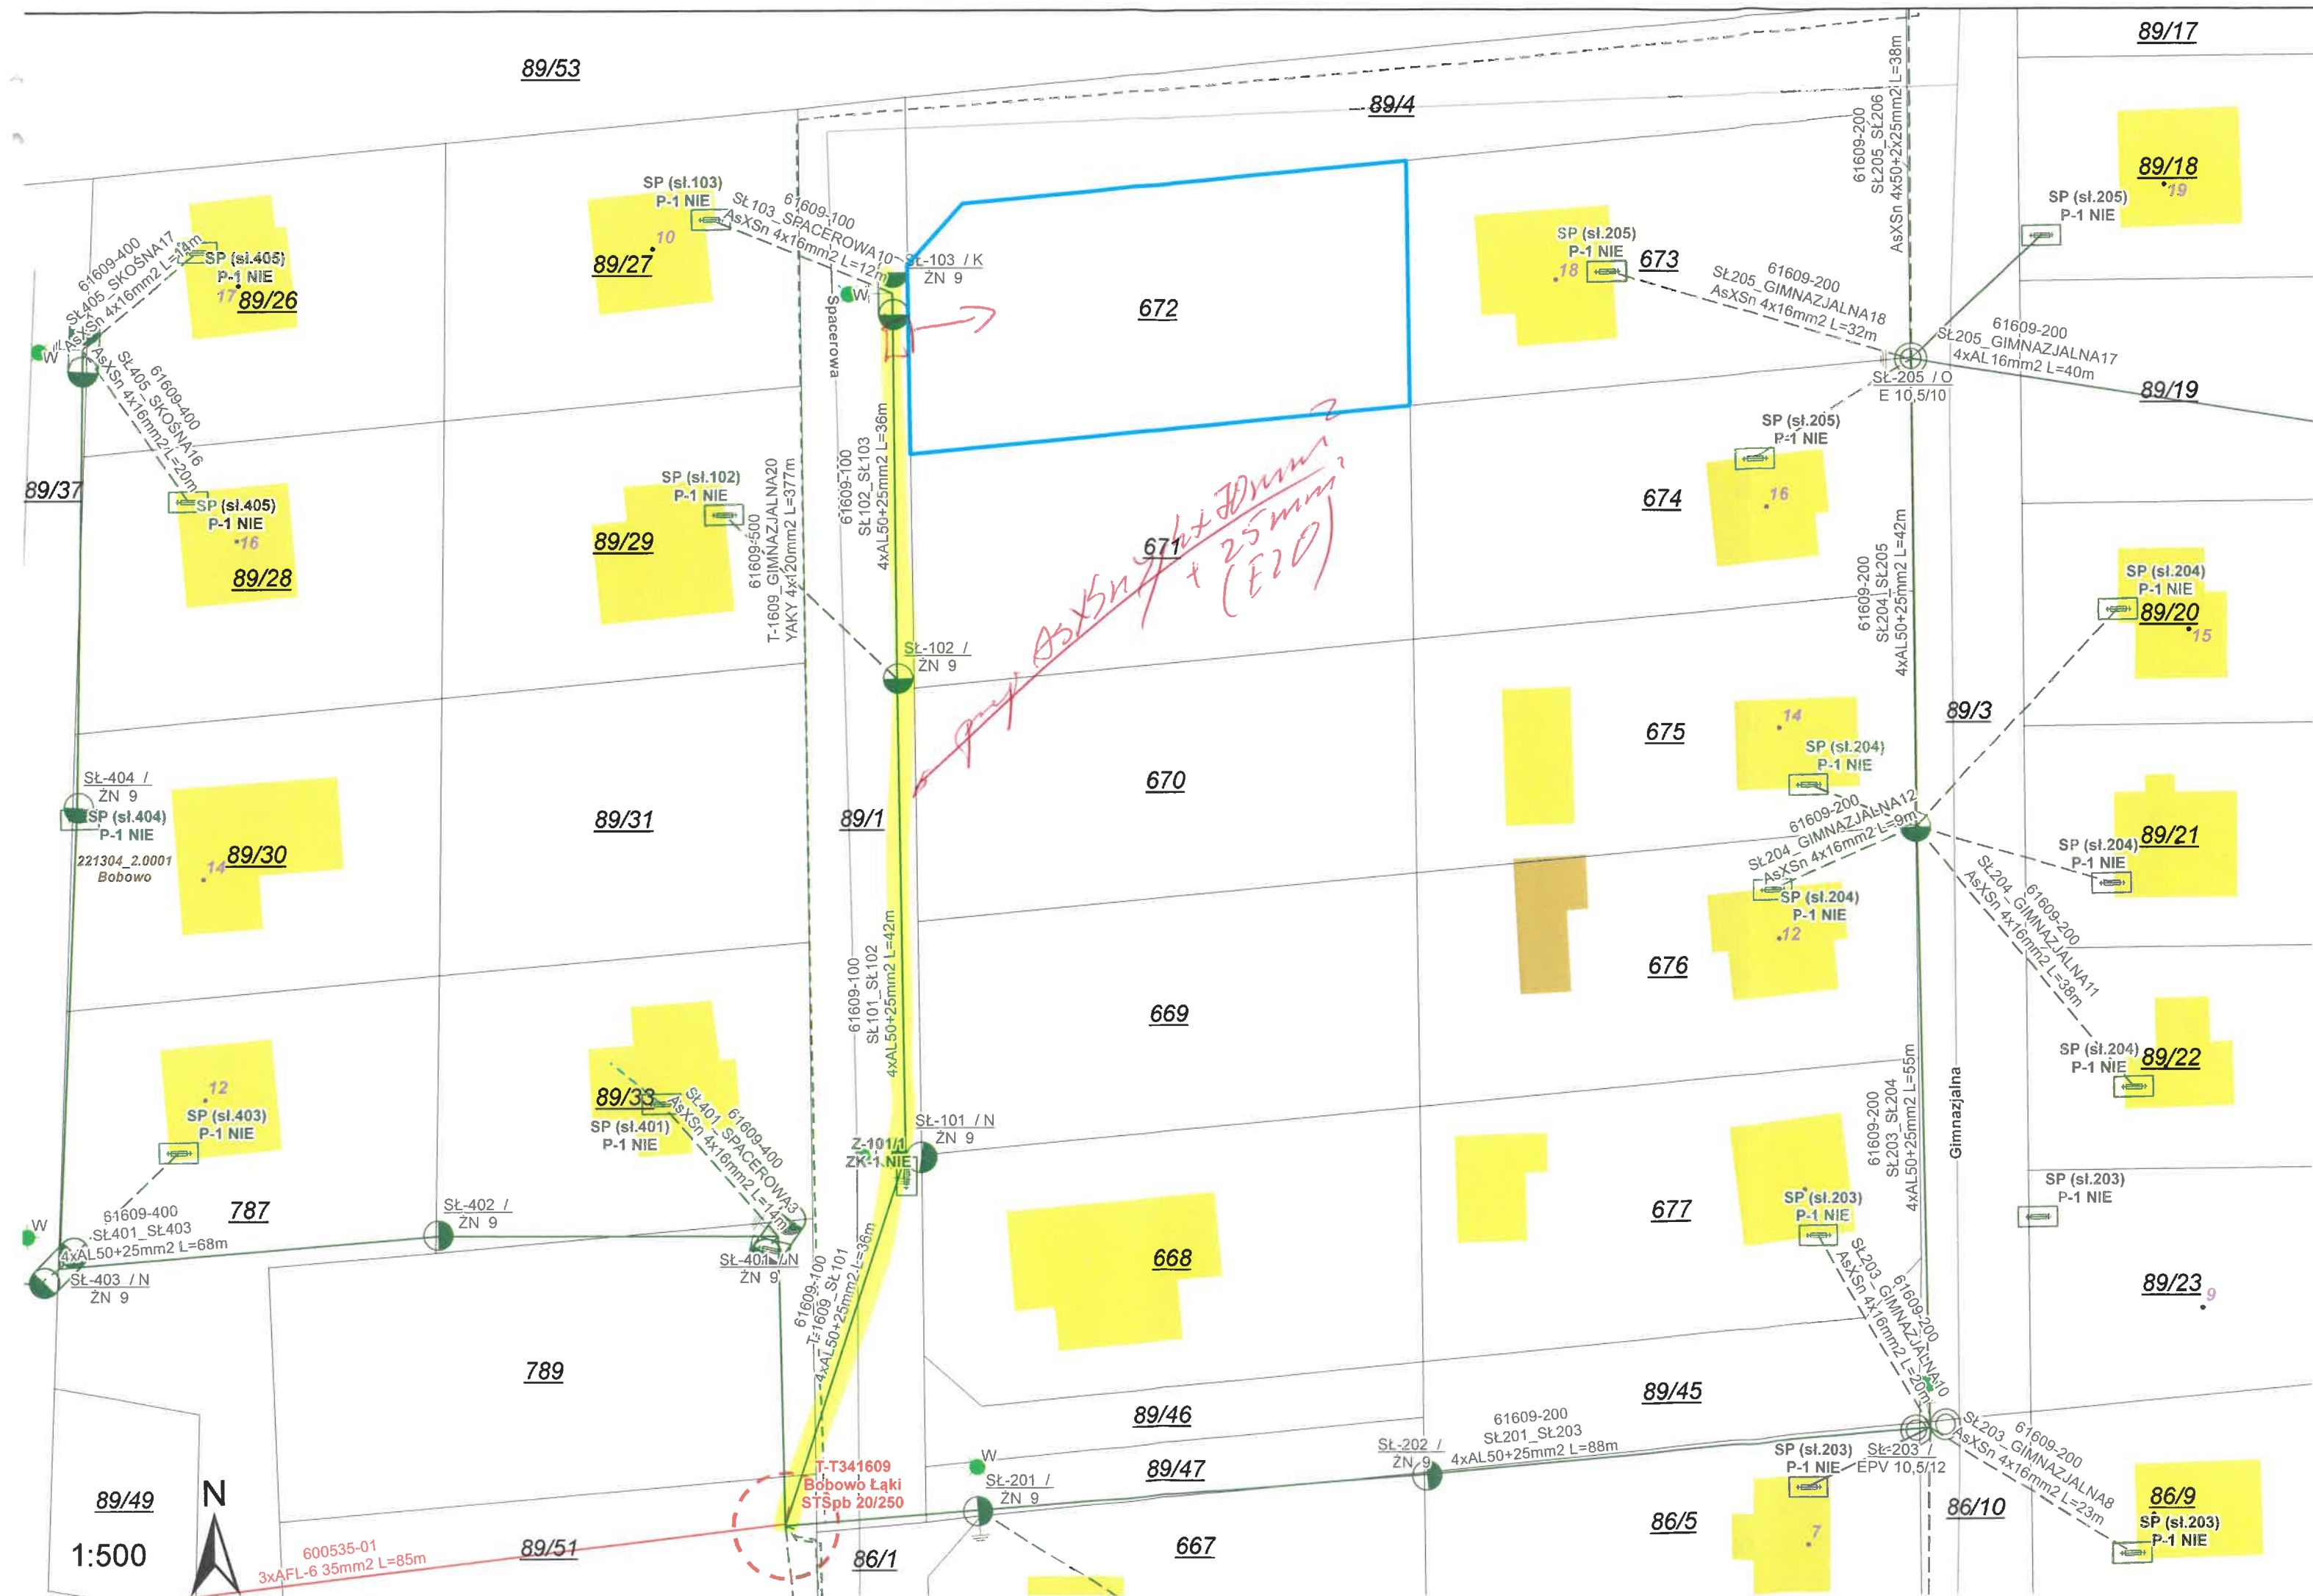 89/53
89/17
89/4
61609-200
SŁ205_SŁ206
AsXSn 4x50+2x25mm2 L=38m
89/18
19
SP (sł.205)
P-1 NIE
SP (sł.103)
P-1 NIE
61609-100
SŁ103_SPACEROWA10
AsXSn 4x16mm2 L=12m
10
89/27
SŁ-103 / K
ŻN 9
W
Spacerowa
672
SP (sł.205)
P-1 NIE
18
673
61609-200
SŁ205_GIMNAZJALNA18
AsXSn 4x16mm2 L=32m
61609-200
SŁ205_GIMNAZJALNA17
4xAL16mm2 L=40m
SŁ-205 / O
E 10,5/10
89/19
61609-400
SŁ405_SKOŚNA17
AsXSn 4x16mm2 L=14m
SP (sł.405)
P-1 NIE
17
89/26
W
61609-400
SŁ405_SKOŚNA16
AsXSn 4x16mm2 L=20m
89/37
SP (sł.405)
P-1 NIE
16
89/28
SP (sł.102)
P-1 NIE
89/29
61609-500
T-1609_GIMNAZJALNA20
YAKY 4x120mm2 L=377m
61609-100
SŁ102_SŁ103
4xAL50+25mm2 L=36m
SP (sł.205)
P-1 NIE
674
16
671
AsXSn 4x70mm2
+ 25mm2
(E20)
61609-200
SŁ204_SŁ205
4xAL50+25mm2 L=42m
SP (sł.204)
P-1 NIE
89/20
15
SŁ-102 /
ŻN 9
89/3
675
14
SP (sł.204)
P-1 NIE
670
SŁ-404 /
ŻN 9
SP (sł.404)
P-1 NIE
221304_2.0001
Bobowo
14
89/30
89/31
89/1
61609-200
SŁ204_GIMNAZJALNA12
AsXSn 4x16mm2 L=9m
SP (sł.204)
P-1 NIE
89/21
SP (sł.204)
P-1 NIE
12
676
61609-200
SŁ204_GIMNAZJALNA11
AsXSn 4x16mm2 L=38m
61609-100
SŁ101_SŁ102
4xAL50+25mm2 L=42m
669
SP (sł.204)
P-1 NIE
89/22
12
SP (sł.403)
P-1 NIE
89/33
SP (sł.401)
P-1 NIE
61609-400
SŁ401_SPACEROWA3
AsXSn 4x16mm2 L=14m
SŁ-101 / N
ŻN 9
Z-101/1
ZK-1 NIE
61609-200
SŁ203_SŁ204
4xAL50+25mm2 L=55m
Gimnazjalna
SP (sł.203)
P-1 NIE
677
SP (sł.203)
P-1 NIE
W
61609-400
SŁ401_SŁ403
4xAL50+25mm2 L=68m
787
SŁ-402 /
ŻN 9
SŁ-401 / N
ŻN 9
SŁ-403 / N
ŻN 9
61609-100
T-1609_SŁ101
4xAL50+25mm2 L=36m
668
61609-200
SŁ203_GIMNAZJALNA10
AsXSn 4x16mm2 L=20m
89/23
9
789
89/46
89/45
61609-200
SŁ201_SŁ203
4xAL50+25mm2 L=88m
SŁ-202 /
ŻN 9
W
89/47
SŁ-201 /
ŻN 9
T-T341609
Bobowo Łąki
STSpb 20/250
SP (sł.203)
P-1 NIE
SŁ-203 /
EPV 10,5/12
61609-200
SŁ203_GIMNAZJALNA8
AsXSn 4x16mm2 L=23m
89/49
N
1:500
600535-01
3xAFL-6 35mm2 L=85m
89/51
86/1
667
86/5
7
86/10
86/9
SP (sł.203)
P-1 NIE